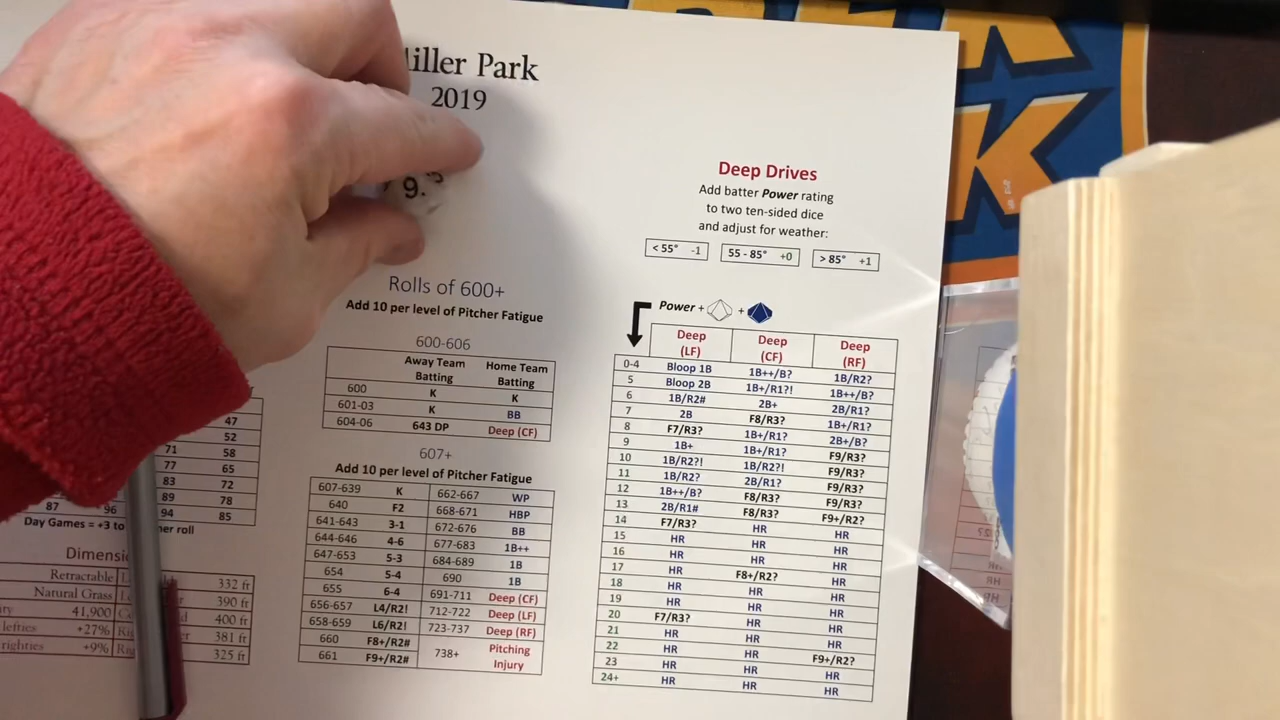 iller Park
2019
9.
Deep Drives
Add batter Power rating
to two ten-sided dice
and adjust for weather:
< 55° -1
55 - 85° +0
> 85° +1
Rolls of 600+
Add 10 per level of Pitcher Fatigue
600-606
Away Team Batting Home Team Batting
600 K K
601-03 K BB
604-06 643 DP Deep (CF)
607+
Add 10 per level of Pitcher Fatigue
607-639 K 662-667 WP
640 F2 668-671 HBP
641-643 3-1 672-676 BB
644-646 4-6 677-683 1B++
647-653 5-3 684-689 1B
654 5-4 690 1B
655 6-4 691-711 Deep (CF)
656-657 L4/R2! 712-722 Deep (LF)
658-659 L6/R2! 723-737 Deep (RF)
660 F8+/R2# 738+ Pitching Injury
661 F9+/R2#
Power + +
Deep (LF) Deep (CF) Deep (RF)
0-4 Bloop 1B 1B++/B? 1B/R2?
5 Bloop 2B 1B+/R1?! 1B++/B?
6 1B/R2# 2B+ 2B/R1?
7 2B F8/R3? 1B+/R1?
8 F7/R3? 1B+/R1? 2B+/B?
9 1B+ 1B+/R1? F9/R3?
10 1B/R2?! 1B/R2?! F9/R3?
11 1B/R2? 2B/R1? F9/R3?
12 1B++/B? F8/R3? F9/R3?
13 2B/R1# F8/R3? F9+/R2?
14 F7/R3? HR HR
15 HR HR HR
16 HR HR HR
17 HR F8+/R2? HR
18 HR HR HR
19 HR HR HR
20 F7/R3? HR HR
21 HR HR HR
22 HR HR F9+/R2?
23 HR HR HR
24+ HR HR HR
47
52
71 58
77 65
83 72
89 78
87 96 94 85
Day Games = +3 to
her roll
Dimensi
Retractable 332 ft
Natural Grass 390 ft
41,900 400 ft
lefties +27% 381 ft
righties +9% 325 ft
K